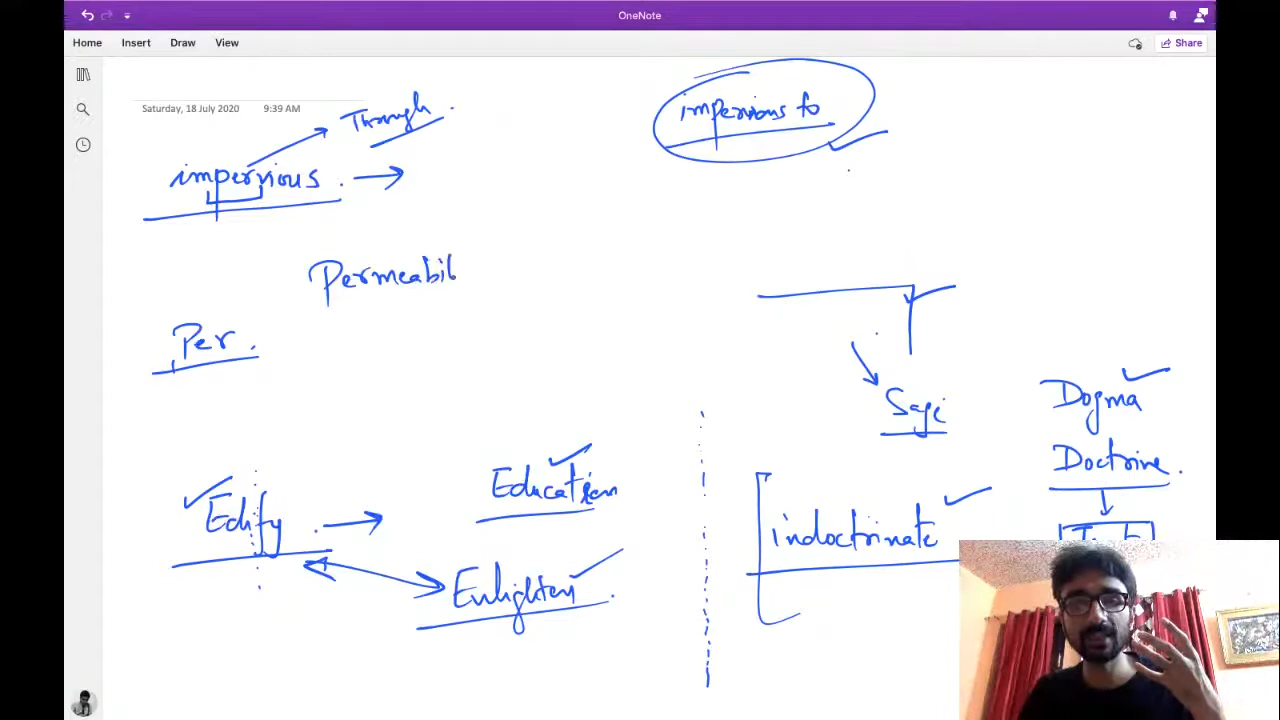 OneNote
Home Insert Draw View Share
Saturday, 18 July 2020 9:39 AM
Through
impervious to
impervious
Permeabil
Per
Sagi
Dogma
Education
Doctrine
Edify
indoctrinate
Enlighten